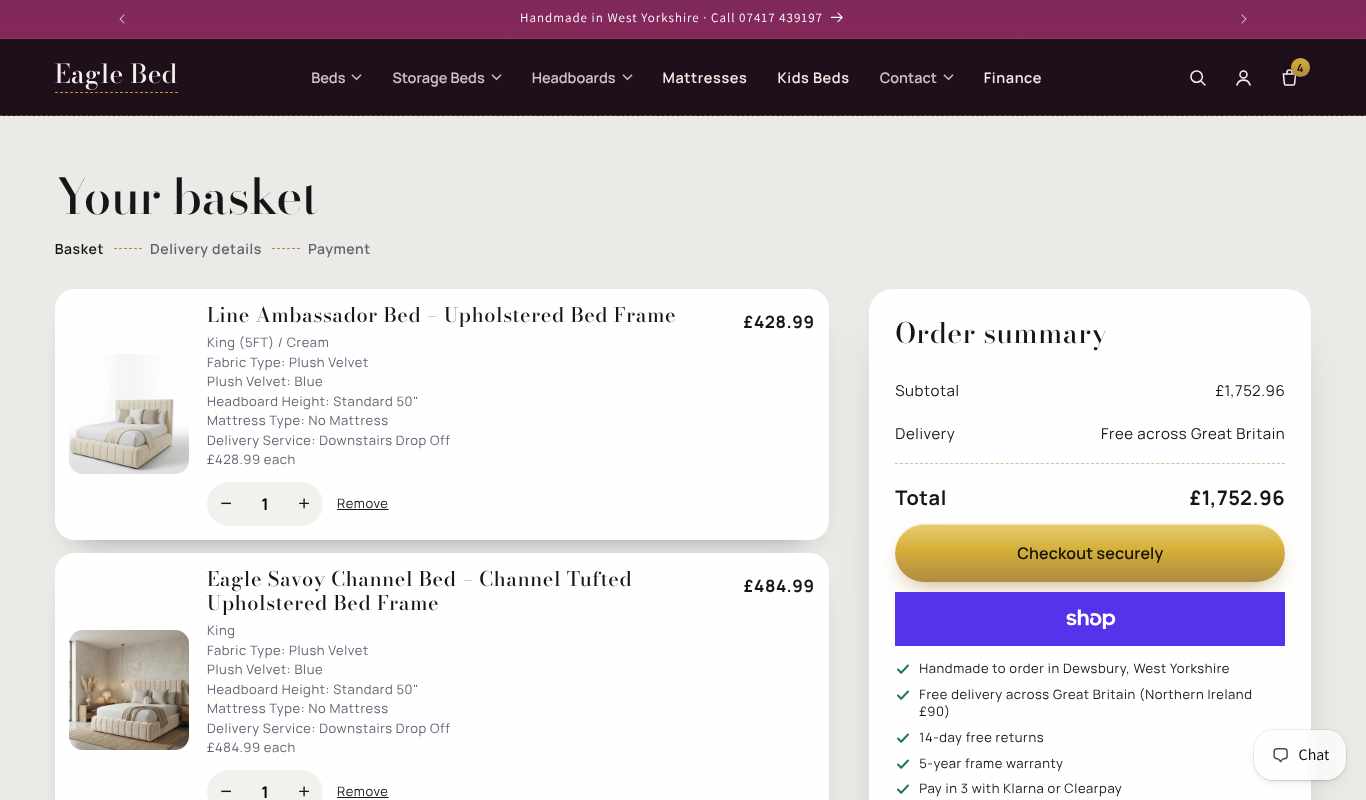 Handmade in West Yorkshire · Call 07417 439197
Eagle Bed
Beds
Storage Beds
Headboards
Mattresses
Kids Beds
Contact
Finance
4
Your basket
Basket
Delivery details
Payment
Line Ambassador Bed – Upholstered Bed Frame
£428.99
King (5FT) / Cream
Fabric Type: Plush Velvet
Plush Velvet: Blue
Headboard Height: Standard 50"
Mattress Type: No Mattress
Delivery Service: Downstairs Drop Off
£428.99 each
− 1 +
Remove
Eagle Savoy Channel Bed – Channel Tufted
Upholstered Bed Frame
£484.99
King
Fabric Type: Plush Velvet
Plush Velvet: Blue
Headboard Height: Standard 50"
Mattress Type: No Mattress
Delivery Service: Downstairs Drop Off
£484.99 each
− 1 +
Remove
Order summary
Subtotal
£1,752.96
Delivery
Free across Great Britain
Total
£1,752.96
Checkout securely
shop
Handmade to order in Dewsbury, West Yorkshire
Free delivery across Great Britain (Northern Ireland
£90)
14-day free returns
5-year frame warranty
Pay in 3 with Klarna or Clearpay
Chat